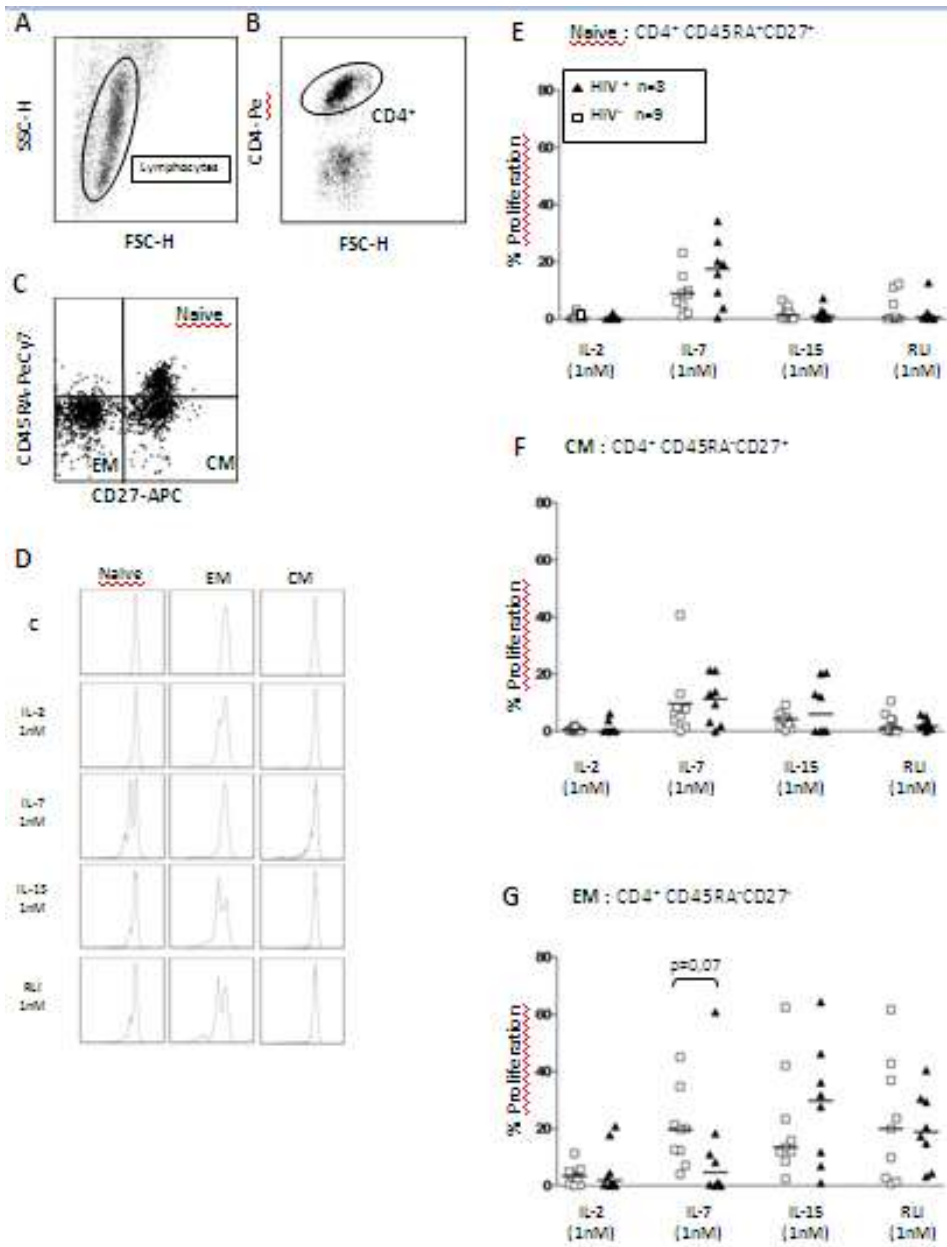 A
SSC-H
Lymphocytes
FSC-H
B
CD4-Pe
CD4⁺
FSC-H
C
CD45RA-PeCy7
Naive
EM
CM
CD27-APC
D
Naive EM CM
C
IL-2
1nM
IL-7
1nM
IL-15
1nM
RLI
1nM
E Naive : CD4⁺ CD45RA⁺CD27⁺
HIV⁺ n=8
HIV⁻ n=9
% Proliferation
80
60
40
20
0
IL-2 IL-7 IL-15 RLI
(1nM) (1nM) (1nM) (1nM)
F CM : CD4⁺ CD45RA⁻CD27⁺
% Proliferation
80
60
40
20
0
IL-2 IL-7 IL-15 RLI
(1nM) (1nM) (1nM) (1nM)
G EM : CD4⁺ CD45RA⁻CD27⁻
% Proliferation
80
60
40
20
0
p=0,07
IL-2 IL-7 IL-15 RLI
(1nM) (1nM) (1nM) (1nM)